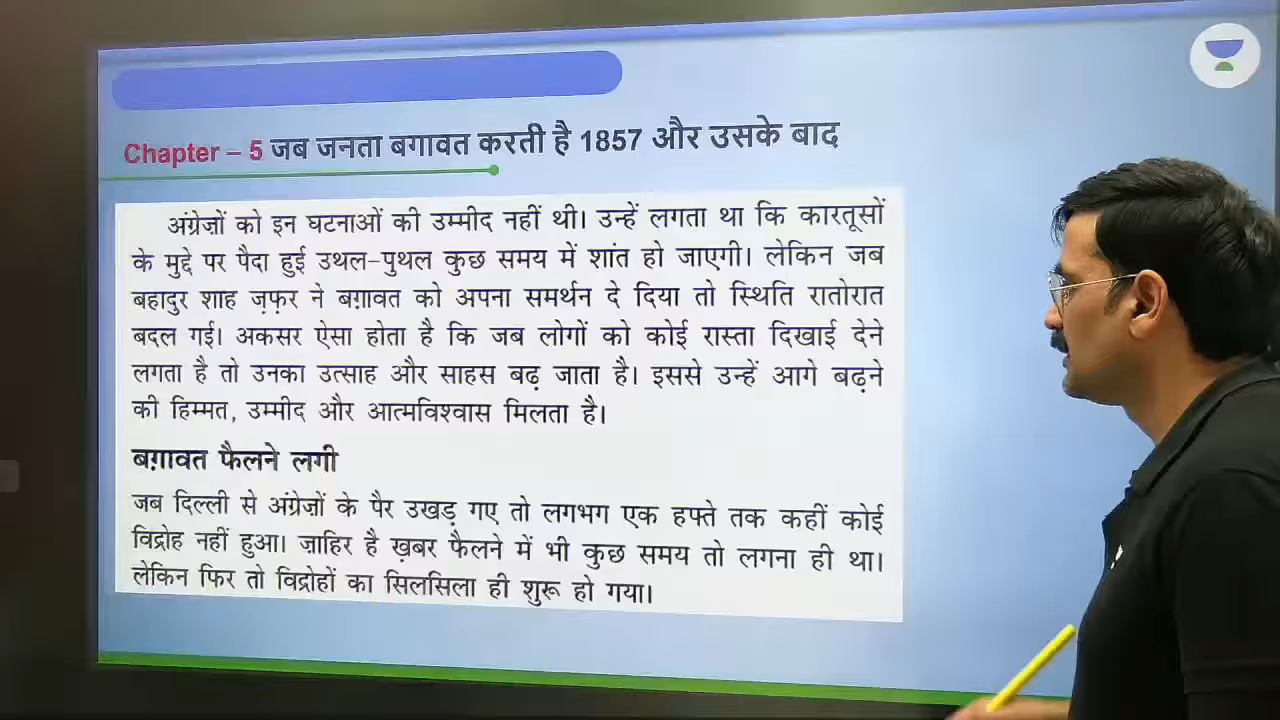 Chapter – 5 जब जनता बगावत करती है 1857 और उसके बाद
अंग्रेज़ों को इन घटनाओं की उम्मीद नहीं थी। उन्हें लगता था कि कारतूसों
के मुद्दे पर पैदा हुई उथल-पुथल कुछ समय में शांत हो जाएगी। लेकिन जब
बहादुर शाह ज़फ़र ने बग़ावत को अपना समर्थन दे दिया तो स्थिति रातोरात
बदल गई। अकसर ऐसा होता है कि जब लोगों को कोई रास्ता दिखाई देने
लगता है तो उनका उत्साह और साहस बढ़ जाता है। इससे उन्हें आगे बढ़ने
की हिम्मत, उम्मीद और आत्मविश्वास मिलता है।
बग़ावत फैलने लगी
जब दिल्ली से अंग्रेज़ों के पैर उखड़ गए तो लगभग एक हफ्ते तक कहीं कोई
विद्रोह नहीं हुआ। ज़ाहिर है ख़बर फैलने में भी कुछ समय तो लगना ही था।
लेकिन फिर तो विद्रोहों का सिलसिला ही शुरू हो गया।